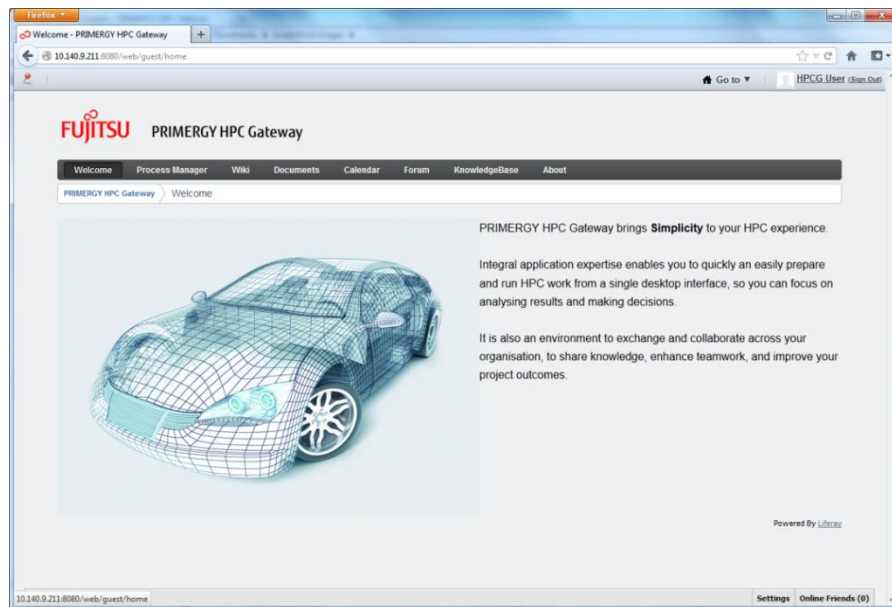 Firefox
Welcome - PRIMERGY HPC Gateway
10.140.9.211:8080/web/guest/home
Go to
HPCG User (Sign Out)
FUJITSU PRIMERGY HPC Gateway
Welcome Process Manager Wiki Documents Calendar Forum KnowledgeBase About
PRIMERGY HPC Gateway Welcome
PRIMERGY HPC Gateway brings Simplicity to your HPC experience.
Integral application expertise enables you to quickly an easily prepare
and run HPC work from a single desktop interface, so you can focus on
analysing results and making decisions.
It is also an environment to exchange and collaborate across your
organisation, to share knowledge, enhance teamwork, and improve your
project outcomes.
Powered By Liferay
10.140.9.211:8080/web/guest/home
Settings Online Friends (0)